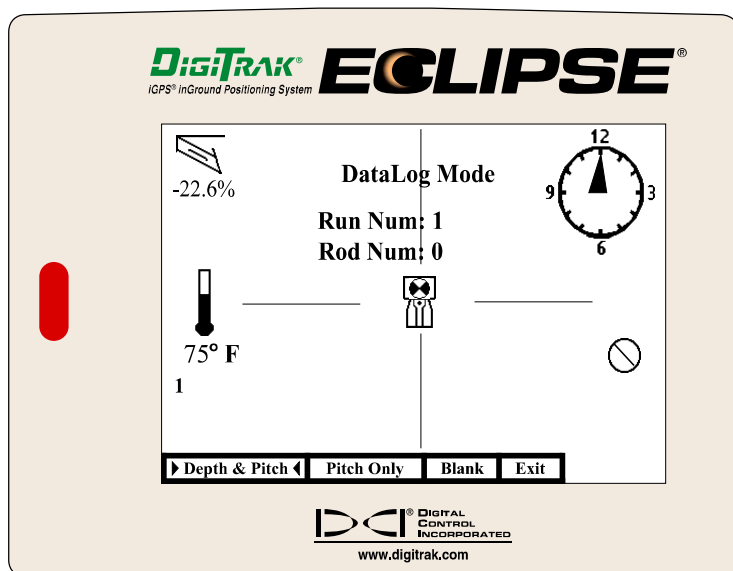 DIGITRAK® ECLIPSE®
iGPS® inGround Positioning System
12
-22.6%
DataLog Mode
9
3
Run Num: 1
6
Rod Num: 0
75° F
1
Depth & Pitch
Pitch Only
Blank
Exit
DCI® DIGITAL
CONTROL
INCORPORATED
www.digitrak.com